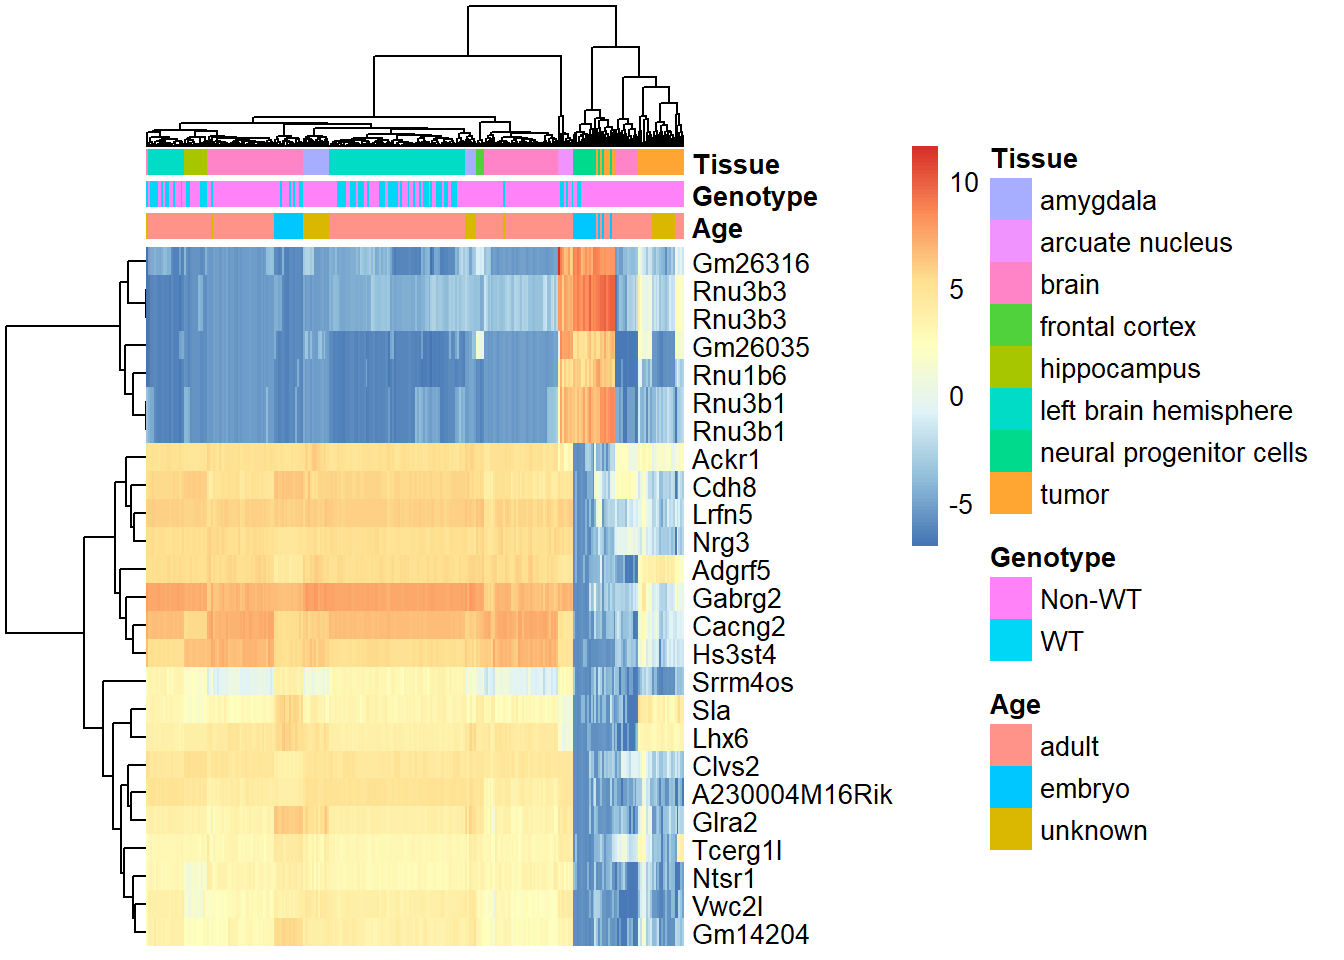 Tissue
Genotype
Age
Gm26316
Rnu3b3
Rnu3b3
Gm26035
Rnu1b6
Rnu3b1
Rnu3b1
Ackr1
Cdh8
Lrfn5
Nrg3
Adgrf5
Gabrg2
Cacng2
Hs3st4
Srrm4os
Sla
Lhx6
Clvs2
A230004M16Rik
Glra2
Tcerg1l
Ntsr1
Vwc2l
Gm14204
10
5
0
-5
Tissue
amygdala
arcuate nucleus
brain
frontal cortex
hippocampus
left brain hemisphere
neural progenitor cells
tumor
Genotype
Non-WT
WT
Age
adult
embryo
unknown